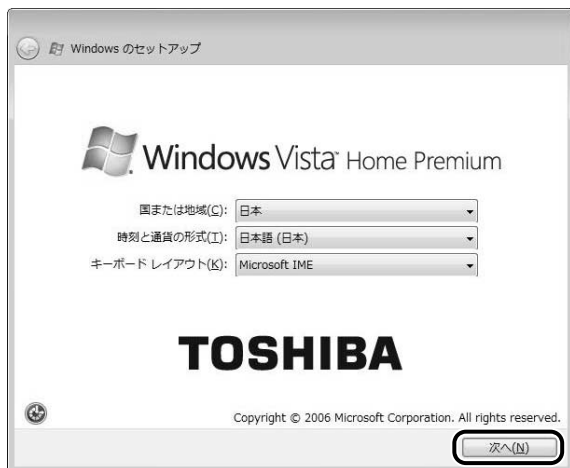 Windows のセットアップ
Windows Vista™ Home Premium
国または地域(C): 日本
時刻と通貨の形式(T): 日本語 (日本)
キーボード レイアウト(K): Microsoft IME
TOSHIBA
Copyright © 2006 Microsoft Corporation. All rights reserved.
次へ(N)